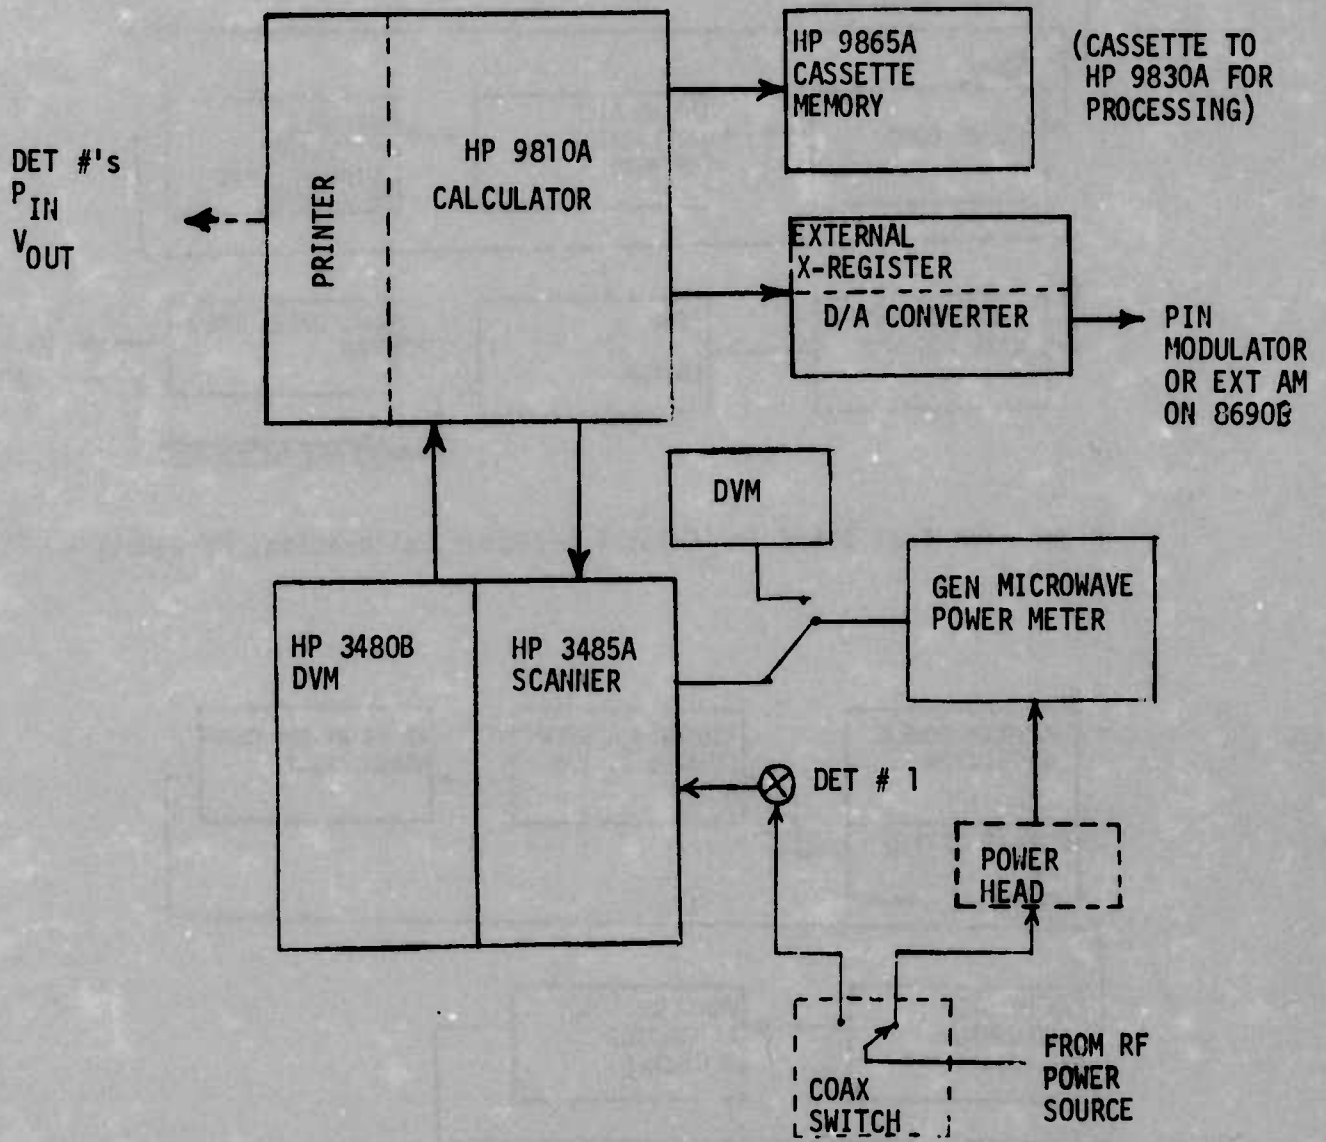 HP 9865A
CASSETTE
MEMORY
(CASSETTE TO
HP 9830A FOR
PROCESSING)
DET #'s
PIN
VOUT
PRINTER
HP 9810A
CALCULATOR
EXTERNAL
X-REGISTER
D/A CONVERTER
PIN
MODULATOR
OR EXT AM
ON 8690B
DVM
GEN MICROWAVE
POWER METER
HP 3480B
DVM
HP 3485A
SCANNER
DET # 1
POWER
HEAD
COAX
SWITCH
FROM RF
POWER
SOURCE